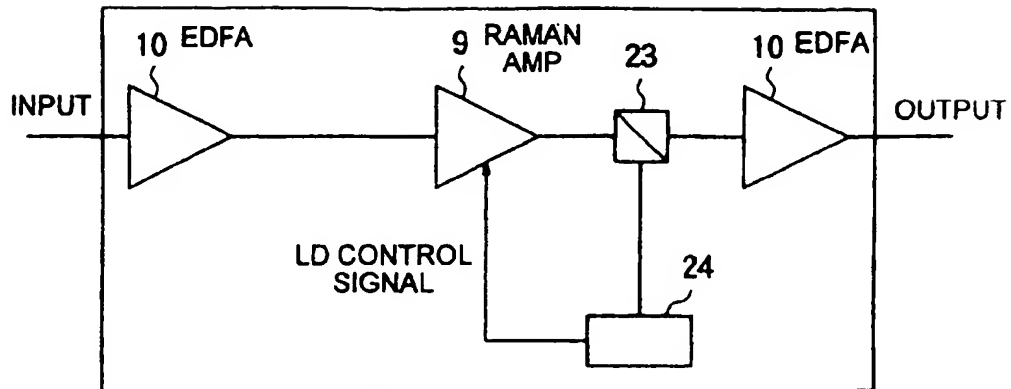 10 EDFA
9 RAMAN
AMP
23
10 EDFA
INPUT
OUTPUT
LD CONTROL
SIGNAL
24